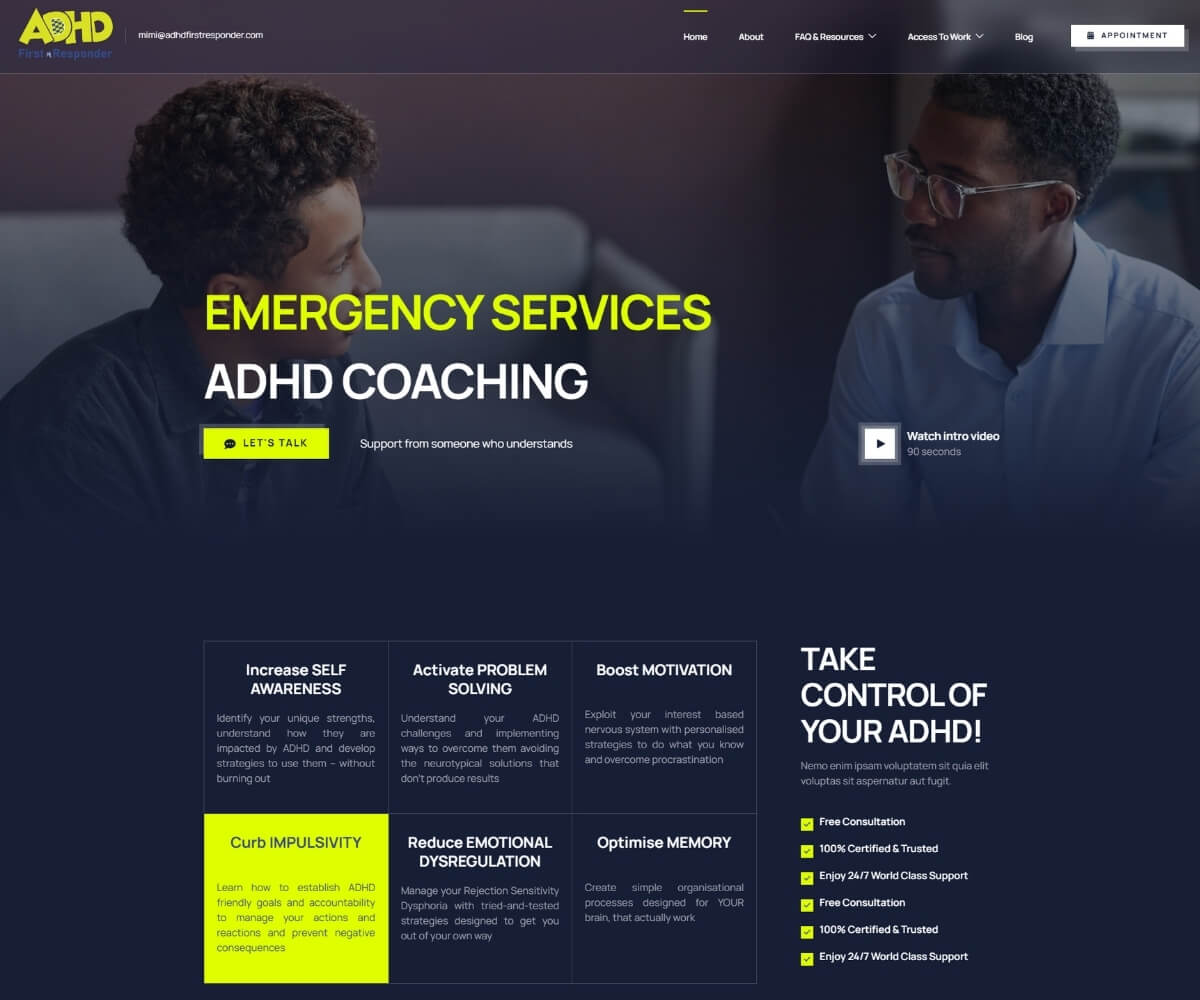 ADHD
First Responder
mimi@adhdfirstresponder.com
Home
About
FAQ & Resources
Access To Work
Blog
APPOINTMENT
EMERGENCY SERVICES
ADHD COACHING
LET'S TALK
Support from someone who understands
Watch intro video
90 seconds
Increase SELF
AWARENESS
Identify your unique strengths,
understand how they are
impacted by ADHD and develop
strategies to use them – without
burning out
Activate PROBLEM
SOLVING
Understand your ADHD
challenges and implementing
ways to overcome them avoiding
the neurotypical solutions that
don't produce results
Boost MOTIVATION
Exploit your interest based
nervous system with personalised
strategies to do what you know
and overcome procrastination
Curb IMPULSIVITY
Learn how to establish ADHD
friendly goals and accountability
to manage your actions and
reactions and prevent negative
consequences
Reduce EMOTIONAL
DYSREGULATION
Manage your Rejection Sensitivity
Dysphoria with tried-and-tested
strategies designed to get you
out of your own way
Optimise MEMORY
Create simple organisational
processes designed for YOUR
brain, that actually work
TAKE
CONTROL OF
YOUR ADHD!
Nemo enim ipsam voluptatem sit quia elit
voluptas sit aspernatur aut fugit.
Free Consultation
100% Certified & Trusted
Enjoy 24/7 World Class Support
Free Consultation
100% Certified & Trusted
Enjoy 24/7 World Class Support